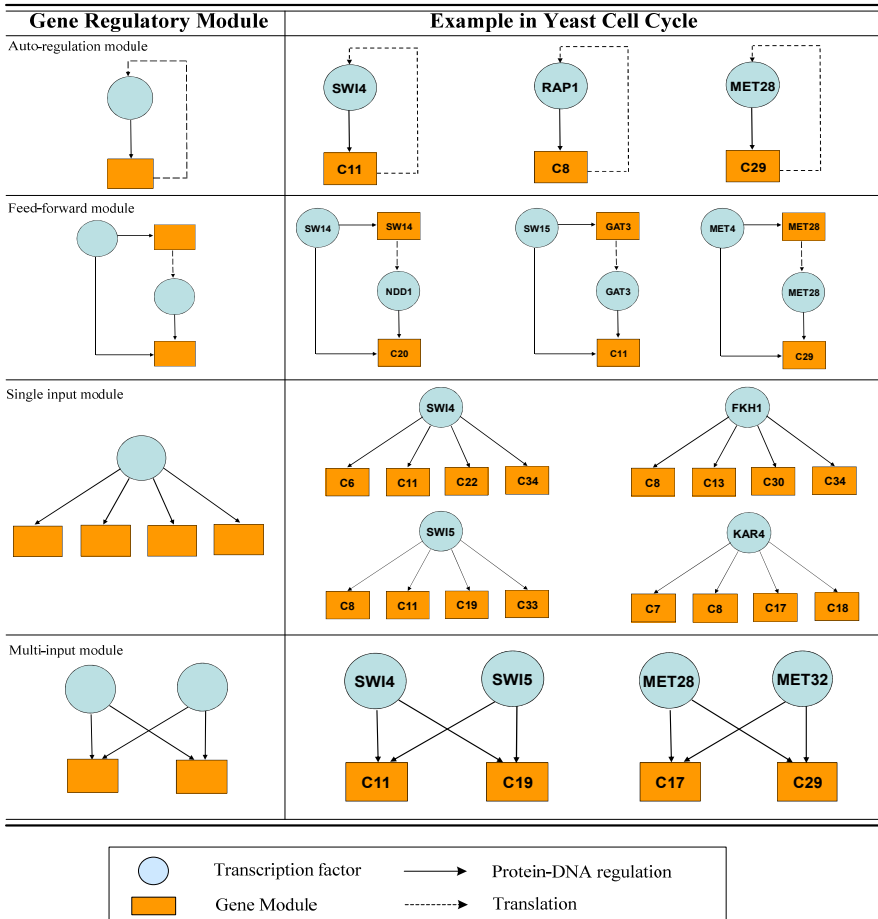 Gene Regulatory Module Example in Yeast Cell Cycle
Auto-regulation module
SWI4 RAP1 MET28
C11 C8 C29
Feed-forward module
SW14 SW14 SW15 GAT3 MET4 MET28
NDD1 GAT3 MET28
C20 C11 C29
Single input module
SWI4 FKH1
C6 C11 C22 C34 C8 C13 C30 C34
SWI5 KAR4
C8 C11 C19 C33 C7 C8 C17 C18
Multi-input module
SWI4 SWI5 MET28 MET32
C11 C19 C17 C29
Transcription factor Protein-DNA regulation
Gene Module Translation